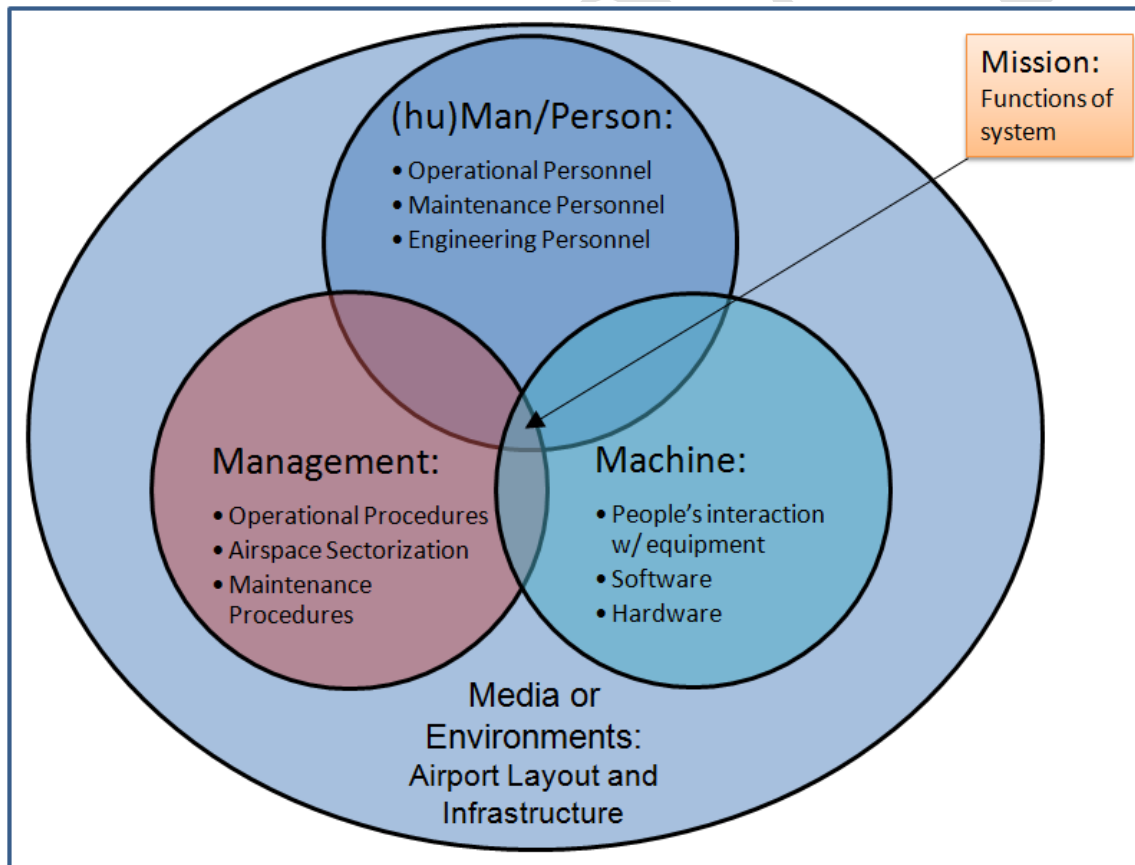 Mission:
Functions of
system
(hu)Man/Person:
• Operational Personnel
• Maintenance Personnel
• Engineering Personnel
Management:
• Operational Procedures
• Airspace Sectorization
• Maintenance
Procedures
Machine:
• People's interaction
w/ equipment
• Software
• Hardware
Media or
Environments:
Airport Layout and
Infrastructure